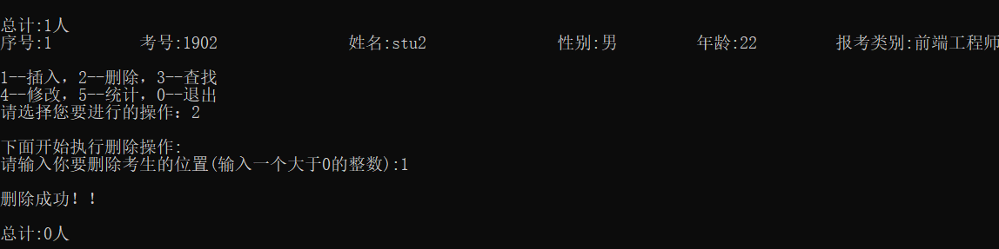 总计:1人
序号:1 考号:1902 姓名:stu2 性别:男 年龄:22 报考类别:前端工程师
1--插入，2--删除，3--查找
4--修改，5--统计，0--退出
请选择您要进行的操作：2
下面开始执行删除操作:
请输入你要删除考生的位置(输入一个大于0的整数):1
删除成功！！
总计:0人